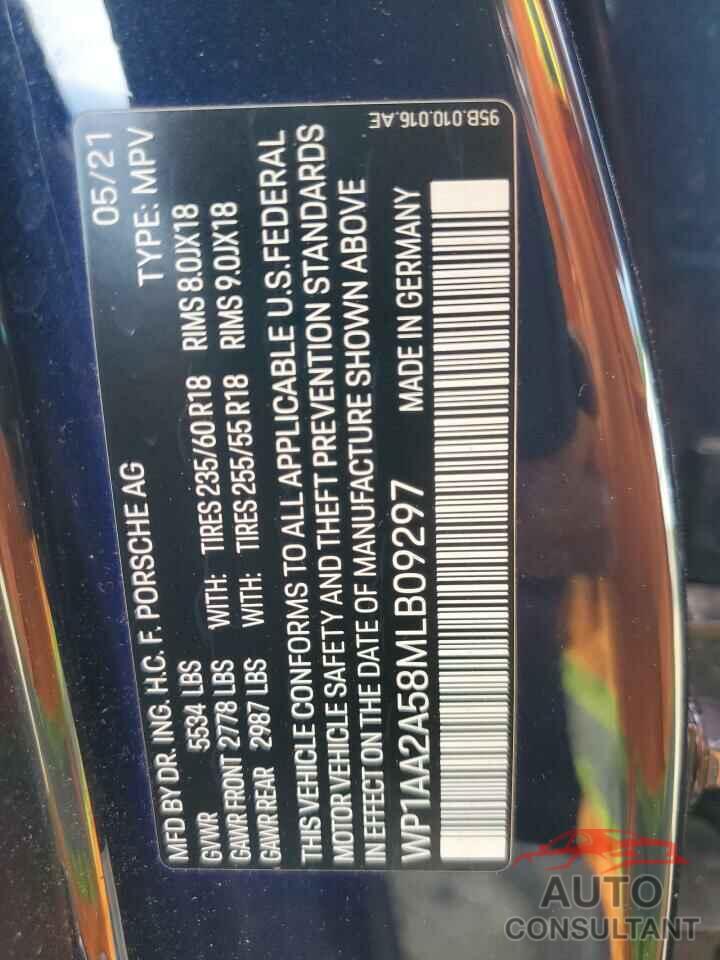 MFD BY DR. ING. H.C. F. PORSCHE AG 05/21
TYPE: MPV
GVWR 5534 LBS WITH: TIRES 235/60 R18 RIMS 8.0JX18
GAWR FRONT 2778 LBS WITH: TIRES 255/55 R18 RIMS 9.0JX18
GAWR REAR 2987 LBS
THIS VEHICLE CONFORMS TO ALL APPLICABLE U.S. FEDERAL
MOTOR VEHICLE SAFETY AND THEFT PREVENTION STANDARDS
IN EFFECT ON THE DATE OF MANUFACTURE SHOWN ABOVE
WP1AA2A58MLB09297 MADE IN GERMANY
95B.010.016.AE
AUTO
CONSULTANT